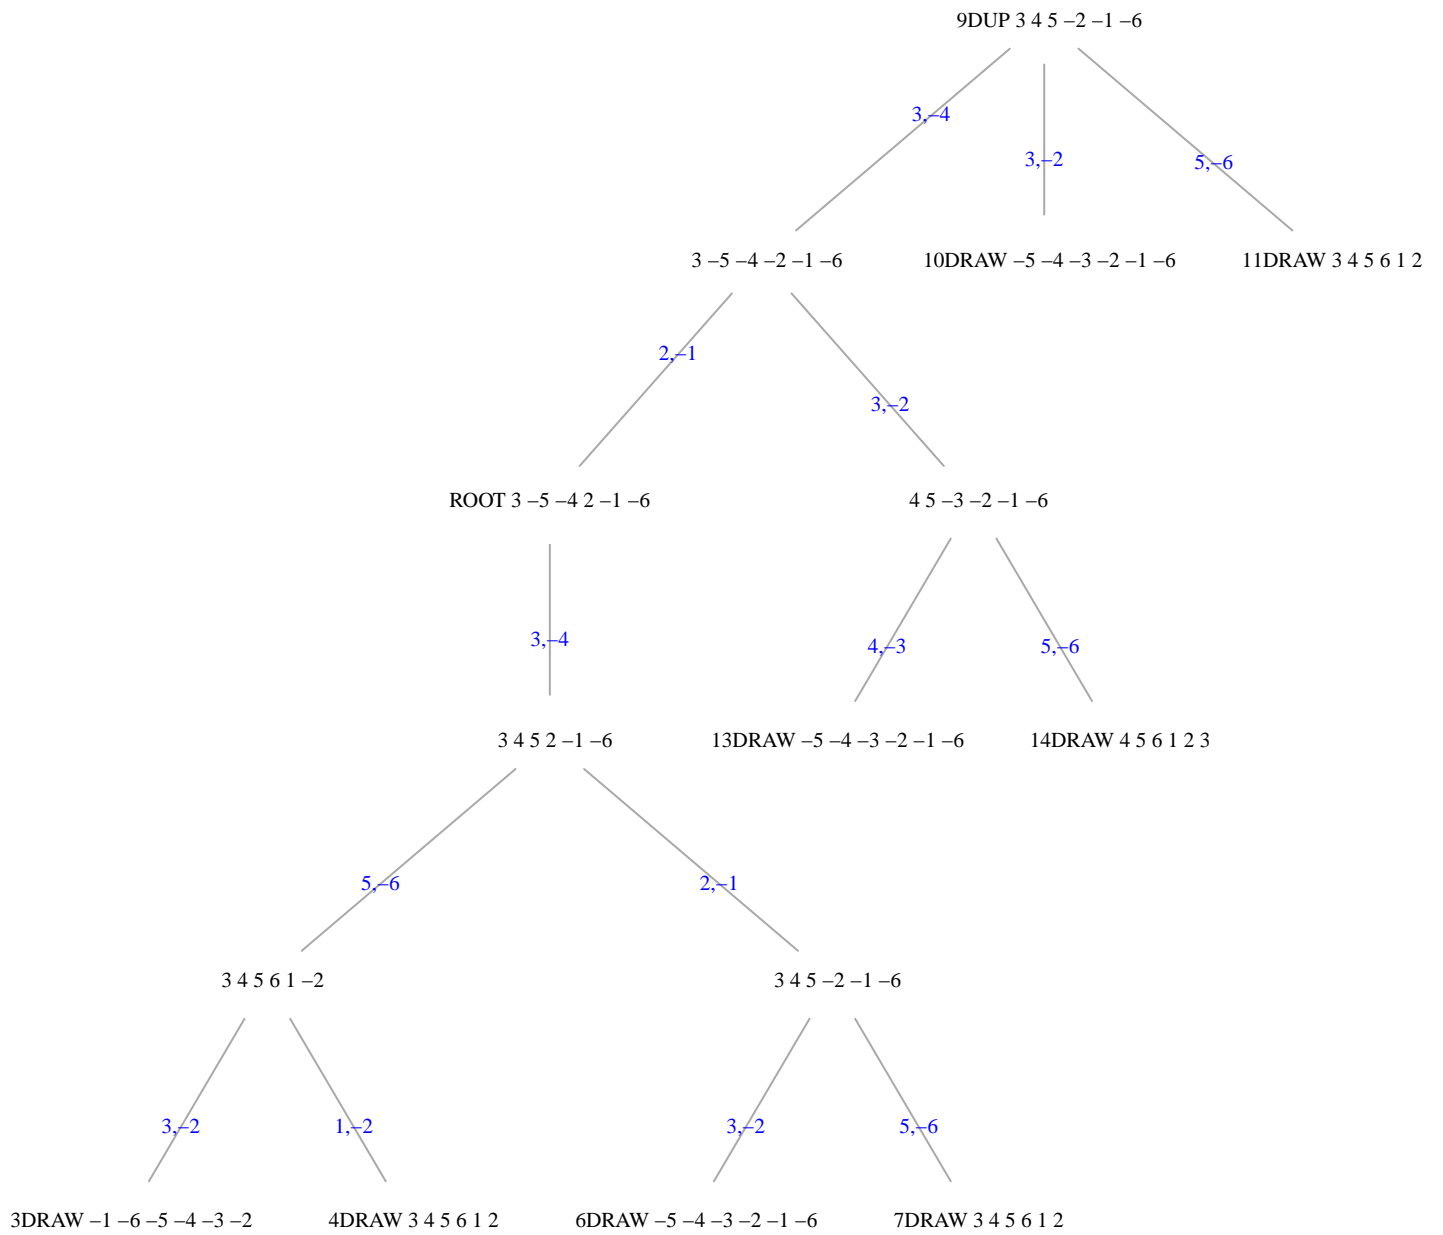 9DUP 3 4 5 –2 –1 –6
3,–4
3,–2
5,–6
3 –5 –4 –2 –1 –6
10DRAW –5 –4 –3 –2 –1 –6
11DRAW 3 4 5 6 1 2
2,–1
3,–2
ROOT 3 –5 –4 2 –1 –6
4 5 –3 –2 –1 –6
3,–4
4,–3
5,–6
3 4 5 2 –1 –6
13DRAW –5 –4 –3 –2 –1 –6
14DRAW 4 5 6 1 2 3
5,–6
2,–1
3 4 5 6 1 –2
3 4 5 –2 –1 –6
3,–2
1,–2
3,–2
5,–6
3DRAW –1 –6 –5 –4 –3 –2
4DRAW 3 4 5 6 1 2
6DRAW –5 –4 –3 –2 –1 –6
7DRAW 3 4 5 6 1 2